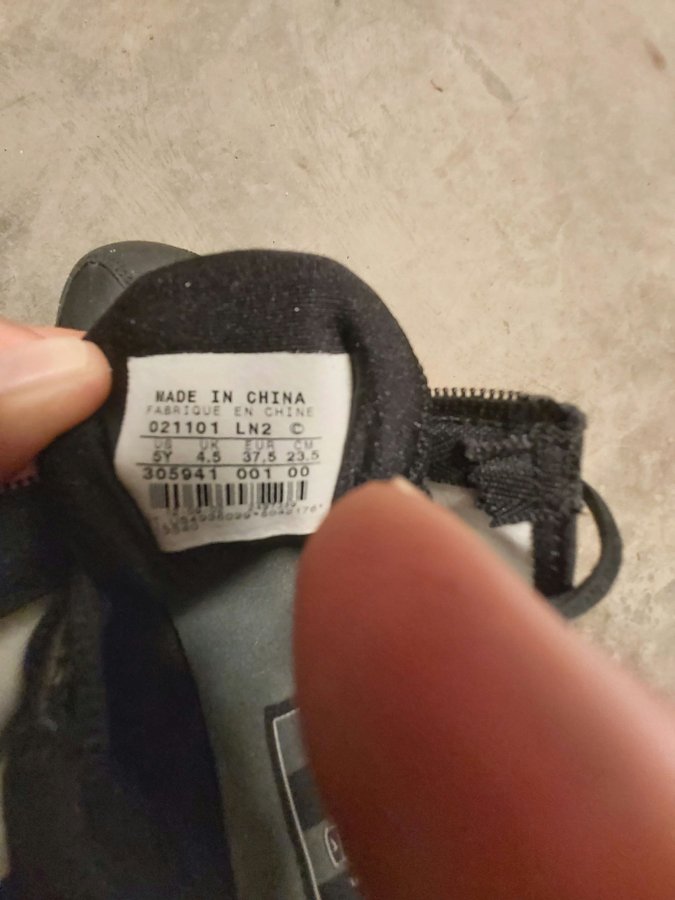 MADE IN CHINA
FABRIQUE EN CHINE
021101 LN2 ©
US UK EUR CM
5Y 4.5 37.5 23.5
305941 001 00